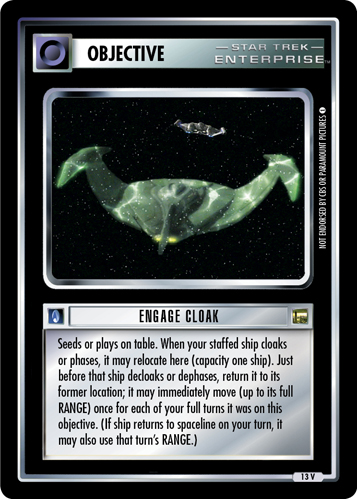 OBJECTIVE
STAR TREK
ENTERPRISE™
NOT ENDORSED BY CBS OR PARAMOUNT PICTURES
ENGAGE CLOAK
Seeds or plays on table. When your staffed ship cloaks
or phases, it may relocate here (capacity one ship). Just
before that ship decloaks or dephases, return it to its
former location; it may immediately move (up to its full
RANGE) once for each of your full turns it was on this
objective. (If ship returns to spaceline on your turn, it
may also use that turn's RANGE.)
13 V